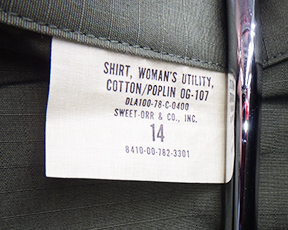 SHIRT, WOMAN'S UTILITY,
COTTON/POPLIN OG-107
DLA100-78-C-0400
SWEET-ORR & CO., INC.
14
8410-00-782-3301